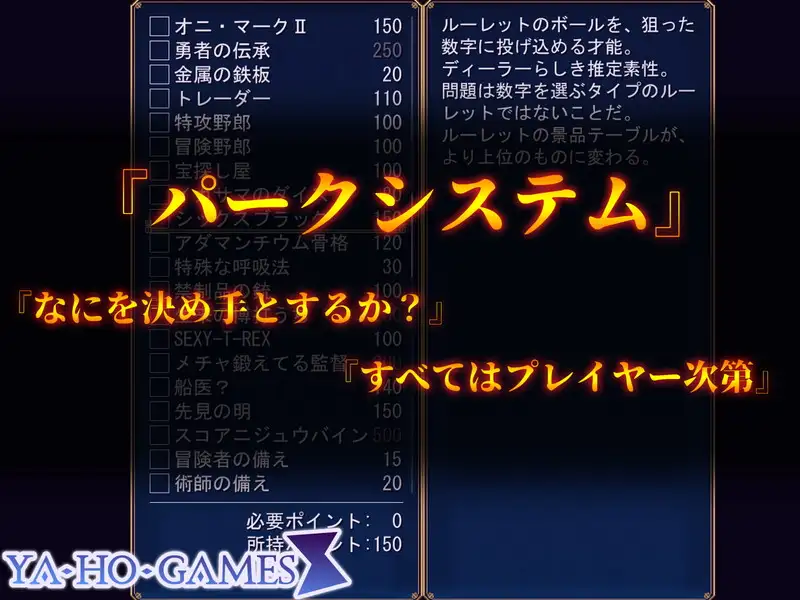 オニ・マークⅡ 150
勇者の伝承 250
金属の鉄板 20
トレーダー 110
特攻野郎 100
冒険野郎 100
宝探し屋 100
アダマンチウム骨格 120
特殊な呼吸法 30
禁制品の銃 100
SEXY-T-REX 100
メチャ鍛えてる監督
船医？
先見の明 150
スコアニジュウバイン 500
冒険者の備え 15
術師の備え 20
必要ポイント: 0
所持ポイント:150
ルーレットのボールを、狙った
数字に投げ込める才能。
ディーラーらしき推定素性。
問題は数字を選ぶタイプのルー
レットではないことだ。
ルーレットの景品テーブルが、
より上位のものに変わる。
『パークシステム』
『なにを決め手とするか？』
『すべてはプレイヤー次第』
YA-HO-GAMES